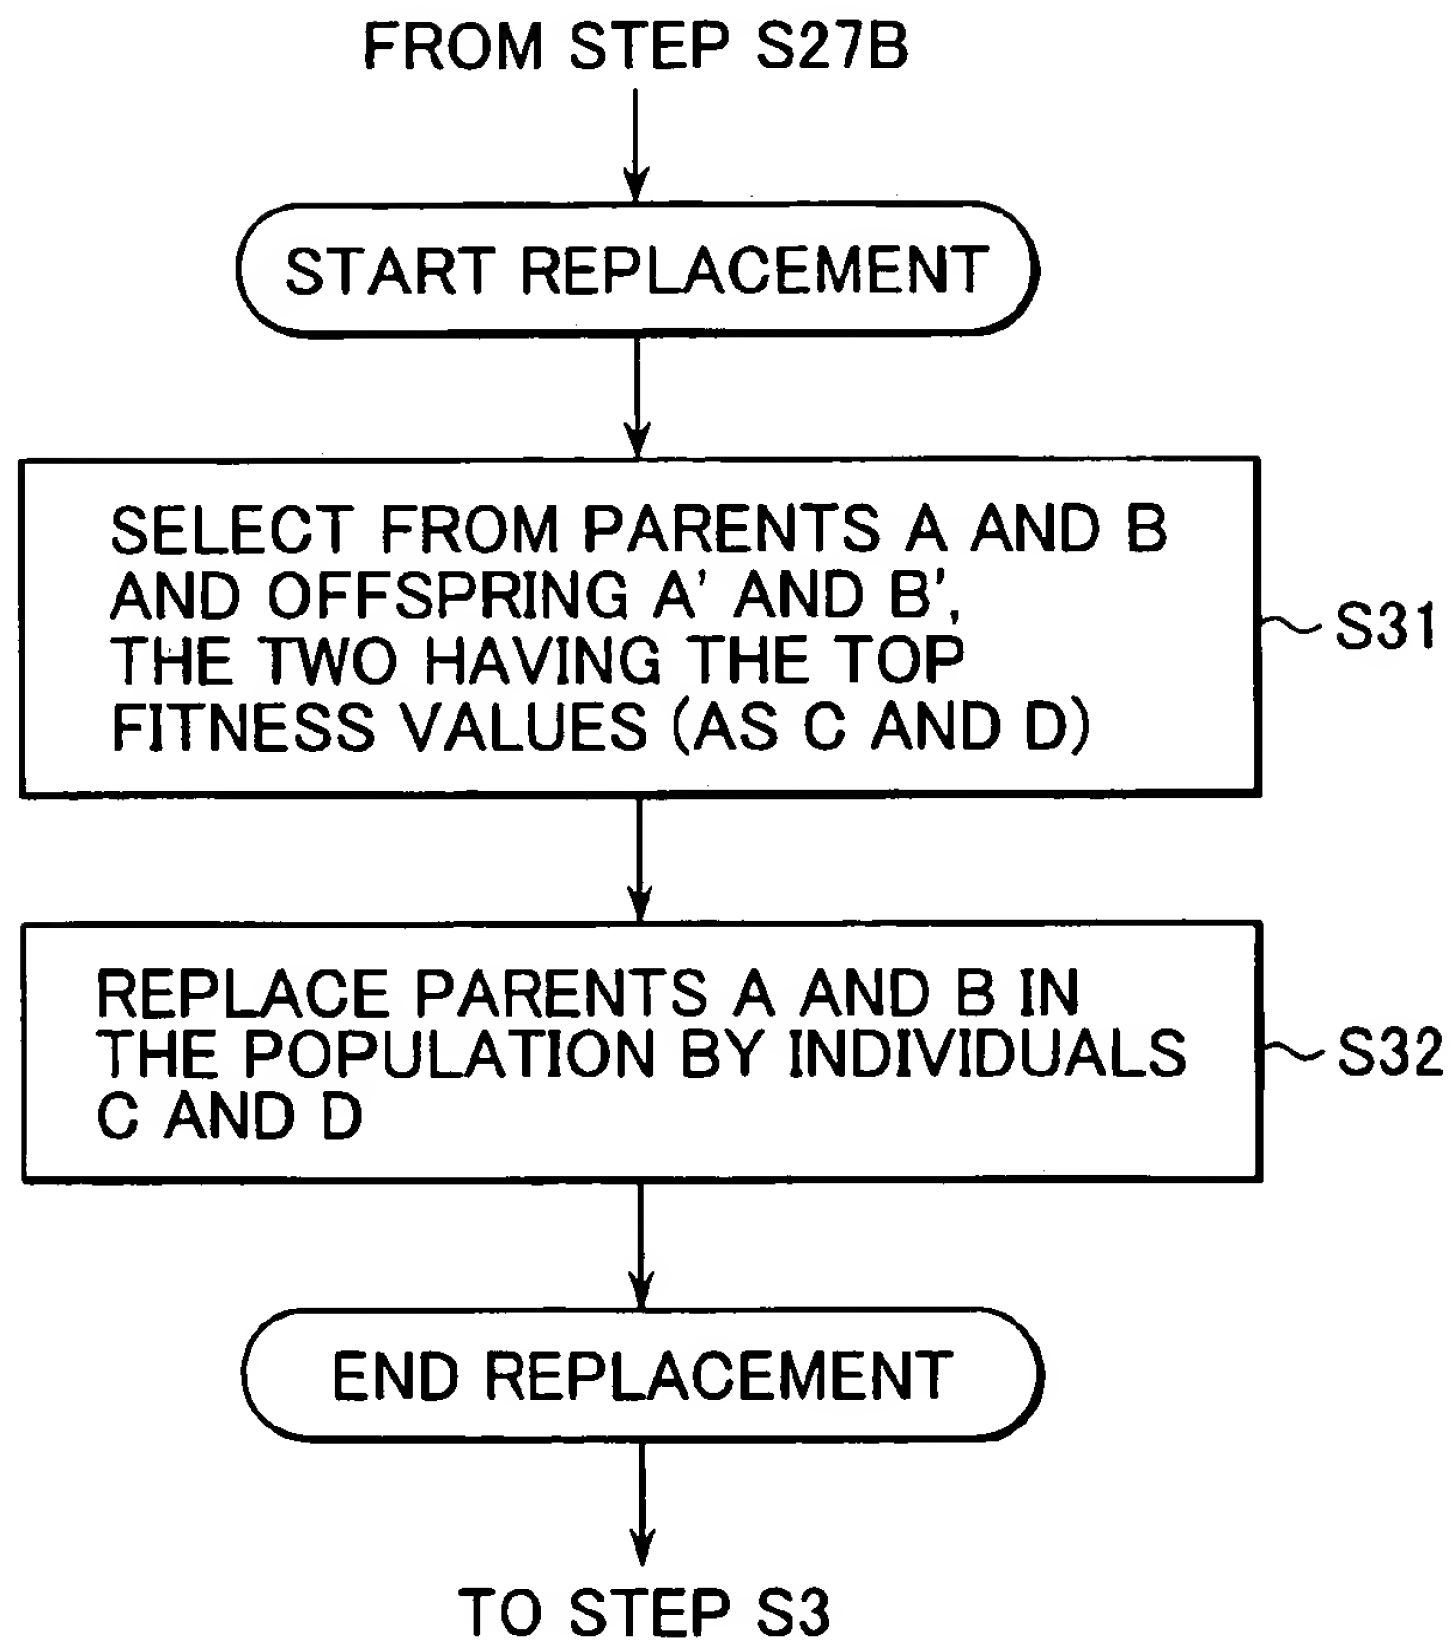 FROM STEP S27B
START REPLACEMENT
SELECT FROM PARENTS A AND B
AND OFFSPRING A' AND B',
THE TWO HAVING THE TOP
FITNESS VALUES (AS C AND D)
S31
REPLACE PARENTS A AND B IN
THE POPULATION BY INDIVIDUALS
C AND D
S32
END REPLACEMENT
TO STEP S3